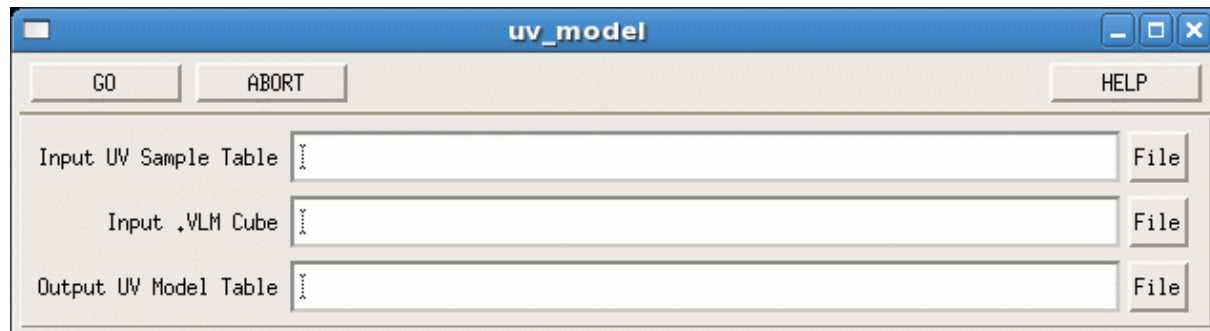 uv_model
GO ABORT HELP
Input UV Sample Table File
Input .VLM Cube File
Output UV Model Table File